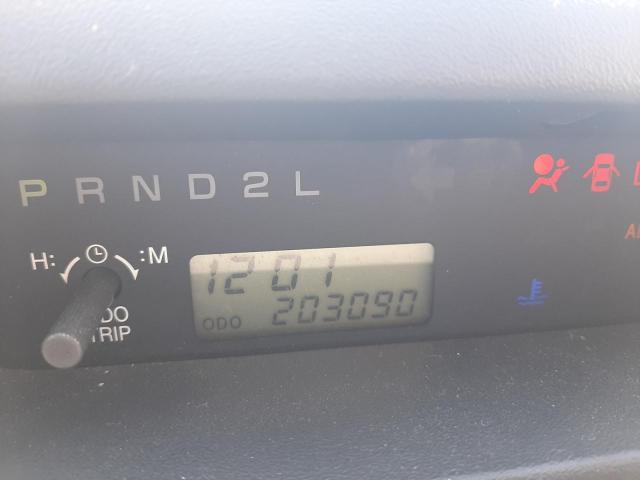 P R N D 2 L
H: :M
12 01
ODO 203090
DO
TRIP